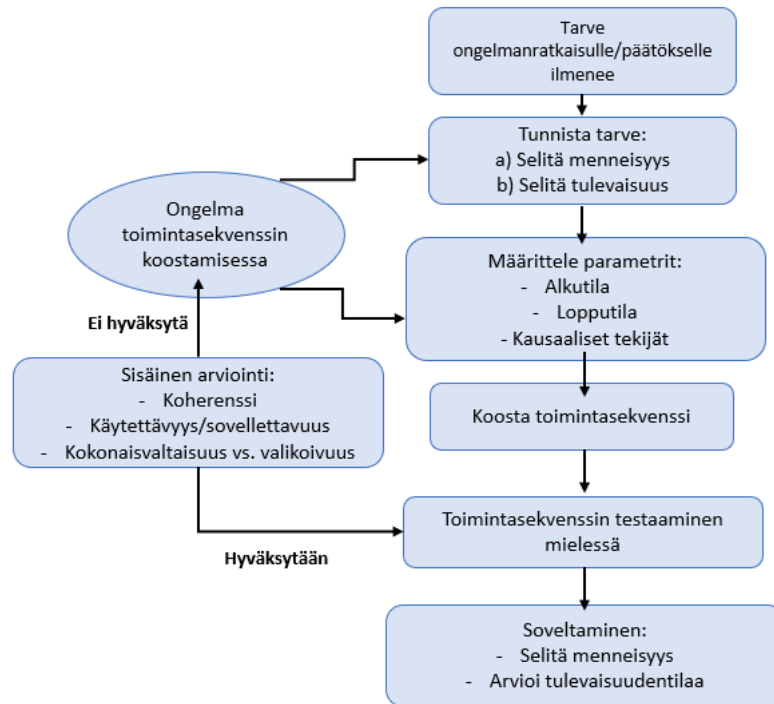 Tarve
ongelmanratkaisulle/päätökselle
ilmenee
Tunnista tarve:
a) Selitä menneisyys
b) Selitä tulevaisuus
Ongelma
toimintasekvenssin
koostamisessa
Määrittele parametrit:
- Alkutila
- Lopputila
- Kausaaliset tekijät
Ei hyväksytä
Sisäinen arviointi:
- Koherenssi
- Käytettävyys/sovellettavuus
- Kokonaisvaltaisuus vs. valikoivuus
Koosta toimintasekvenssi
Toimintasekvenssin testaaminen
mielessä
Hyväksytään
Soveltaminen:
- Selitä menneisyys
- Arvioi tulevaisuudentilaa